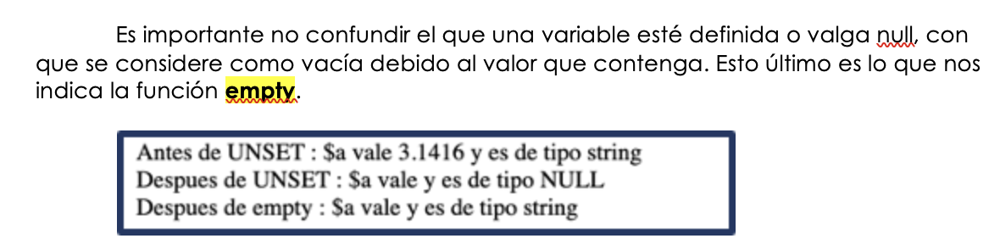 Es importante no confundir el que una variable esté definida o valga null, con
que se considere como vacía debido al valor que contenga. Esto último es lo que nos
indica la función empty.
Antes de UNSET : $a vale 3.1416 y es de tipo string
Despues de UNSET : $a vale y es de tipo NULL
Despues de empty : $a vale y es de tipo string